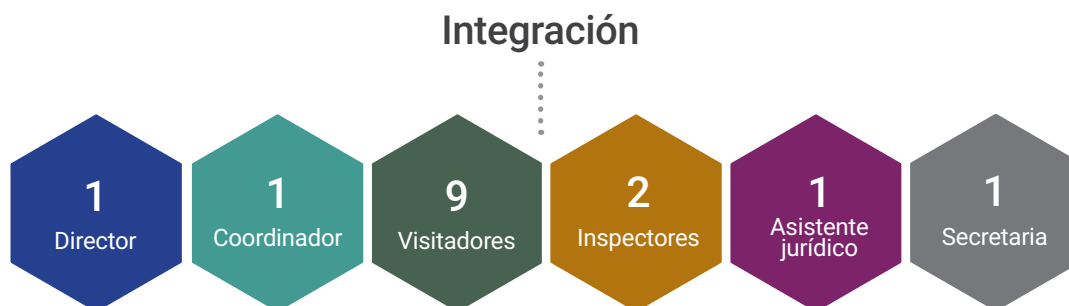 Integración
1
Director
1
Coordinador
9
Visitadores
2
Inspectores
1
Asistente
jurídico
1
Secretaria